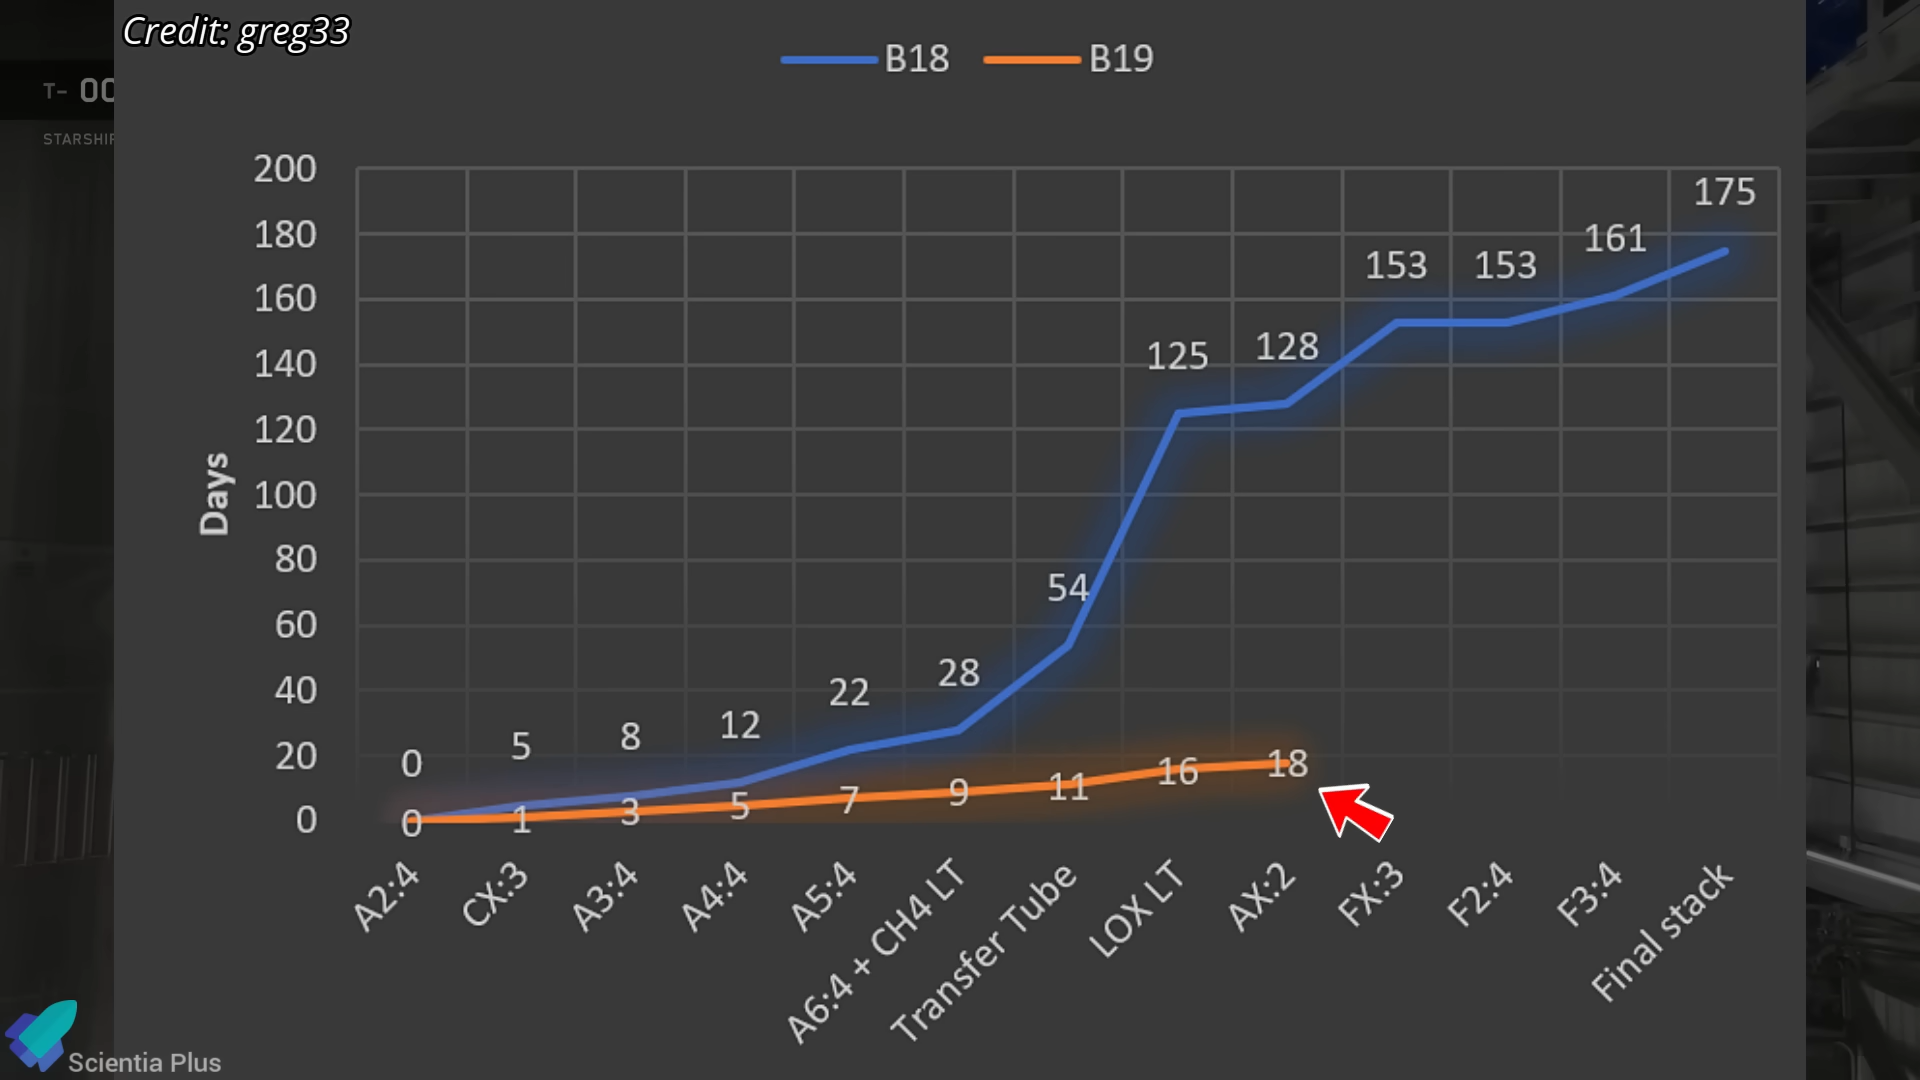 Credit: greg33
B18
B19
T- 00
STARSHIP
200
180
160
140
120
100
80
60
40
20
0
Days
0
5
8
12
22
28
54
125
128
153
153
161
175
0
1
3
5
7
9
11
16
18
A2:4
CX:3
A3:4
A4:4
A5:4
A6:4 + CH4 LT
Transfer Tube
LOX LT
AX:2
FX:3
F2:4
F3:4
Final stack
Scientia Plus